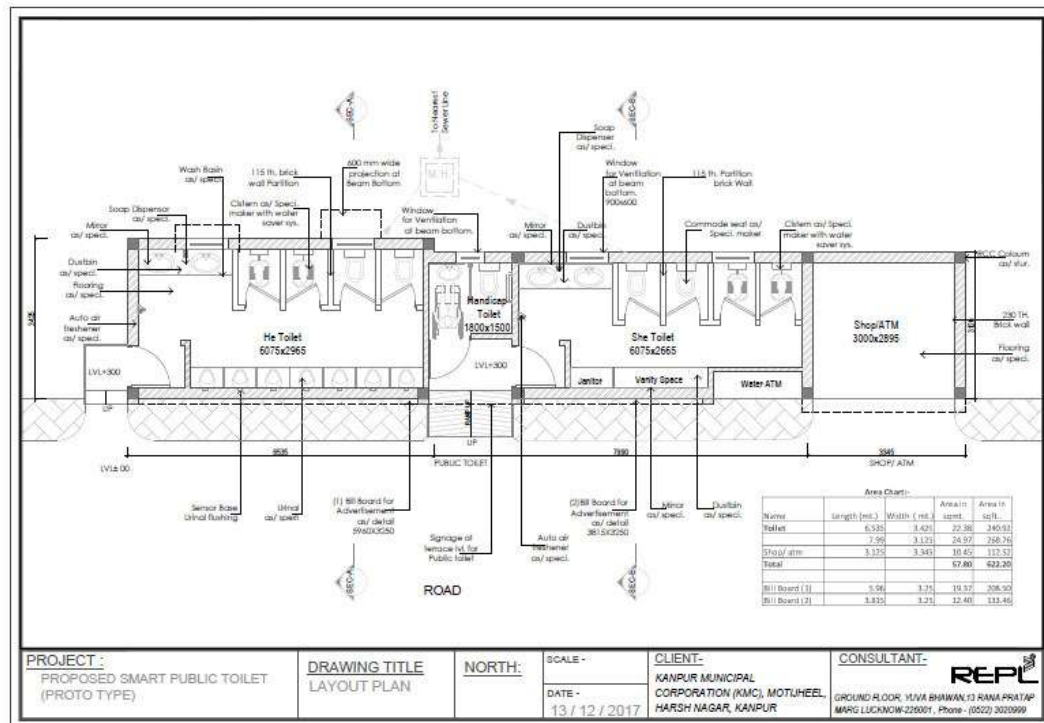 SEC-A
SEC-B
To Nearest
Sewer Line
M.H
Wash Basin
as/ speci.
115 th. brick
wall Partition
600 mm wide
projection at
Beam Bottom
Soap
Dispenser
as/ speci.
Window
for Ventilation
at beam
bottom.
900x600
115 th. Partition
brick Wall
Soap Dispensor
as/ speci.
Cistern as/ Speci.
maker with water
saver sys.
Mirror
as/ speci.
Window
for Ventilation
at beam bottom.
Mirror
as/ speci.
Dustbin
as/ speci.
Commode seat as/
Speci. maker
Cistern as/ Speci.
maker with water
saver sys.
Dustbin
as/ speci.
Flooring
as/ speci.
Auto air
freshener
as/ speci.
RCC Coloum
as/ stur.
230 TH.
Brick wall
Flooring
as/ speci.
He Toilet
6075x2965
Handicap
Toilet
1800x1500
She Toilet
6075x2665
Shop/ATM
3000x2895
LVL+300
LVL+300
Janitor
Vanity Space
Water ATM
UP
RAMP UP
UP
6535
PUBLIC TOILET
7990
3345
SHOP/ ATM
LVL± 00
Sensor Base
Urinal flushing
Urinal
as/ speifi
(1) Bill Board for
Advertisement
as/ detail
5960X3250
Signage at
terrace lvl. for
Public toilet
Auto air
freshener
as/ speci.
(2)Bill Board for
Advertisement
as/ detail
3815X3250
Mirror
as/ speci.
Dustbin
as/ speci.
SEC-A
SEC-B
ROAD
Area Chart:-
Name Length (mt.) Width ( mt.) Area in sqmt. Area in sqft..
Toilet 6.535 3.425 22.38 240.92
7.99 3.125 24.97 268.76
Shop/ atm 3.125 3.345 10.45 112.52
Total 57.80 622.20
Bill Board (1) 5.96 3.25 19.37 208.50
Bill Board (2) 3.815 3.25 12.40 133.46
PROJECT :
PROPOSED SMART PUBLIC TOILET
(PROTO TYPE)
DRAWING TITLE
LAYOUT PLAN
NORTH:
SCALE -
DATE -
13 / 12 / 2017
CLIENT-
KANPUR MUNICIPAL
CORPORATION (KMC), MOTIJHEEL,
HARSH NAGAR, KANPUR
CONSULTANT-
REPL
GROUND FLOOR, YUVA BHAWAN,13 RANA PRATAP
MARG LUCKNOW-226001 , Phone - (0522) 3020999